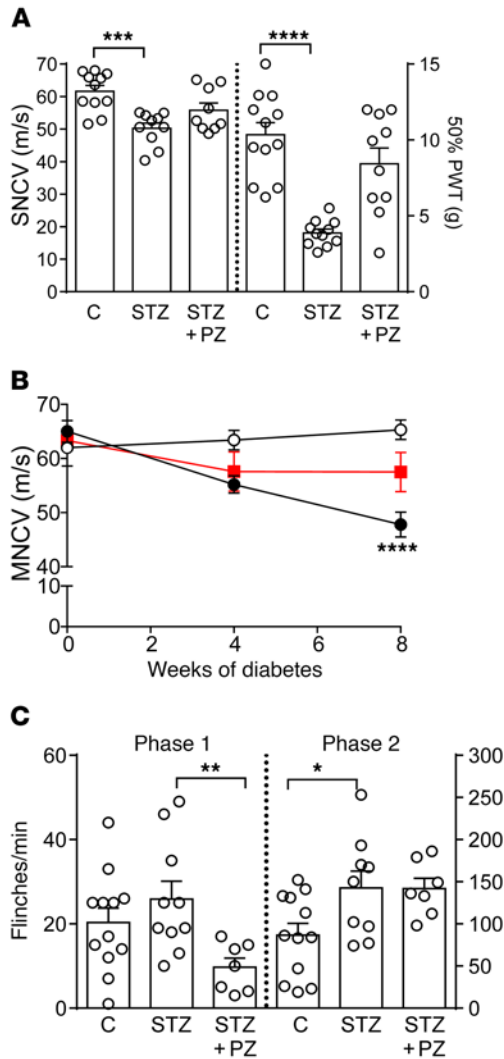 A
*** ****
70 15
60
50 10
40
30
5
20
10
0 0
SNCV (m/s)
50% PWT (g)
C STZ STZ C STZ STZ
+ PZ + PZ
B
70
60
50
40
10
0
MNCV (m/s)
****
0 2 4 6 8
Weeks of diabetes
C
Phase 1 Phase 2
** *
60 300
250
40 200
150
20 100
50
0 0
Flinches/min
C STZ STZ C STZ STZ
+ PZ + PZ